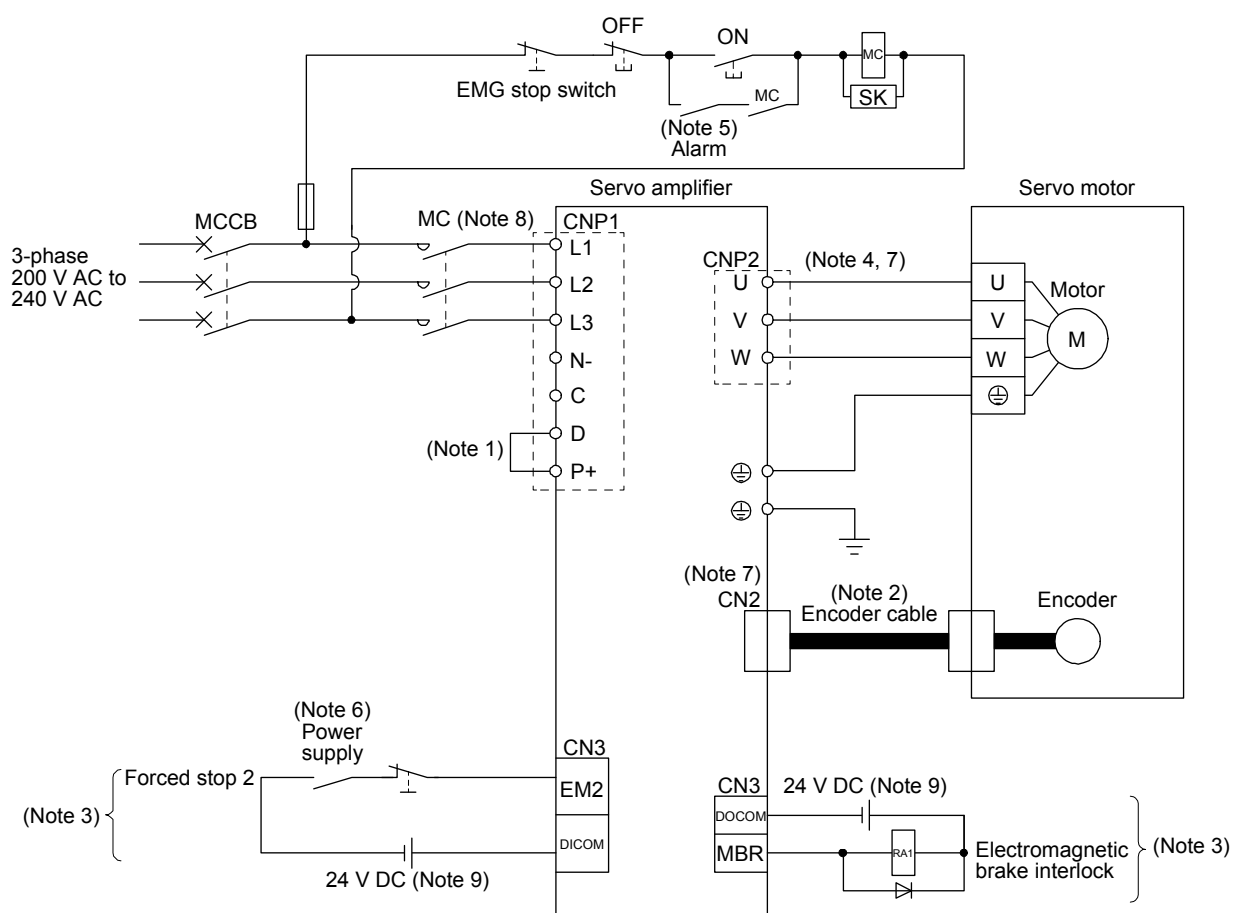 OFF
ON
MC
EMG stop switch
SK
MC
(Note 5)
Alarm
Servo amplifier
Servo motor
MCCB
MC (Note 8)
CNP1
3-phase
200 V AC to
240 V AC
L1
L2
L3
N-
C
D
P+
(Note 1)
CNP2
(Note 4, 7)
U
V
W
U
V
W
Motor
M
(Note 7)
CN2
(Note 2)
Encoder cable
Encoder
(Note 6)
Power
supply
CN3
Forced stop 2
EM2
(Note 3)
DICOM
24 V DC (Note 9)
CN3
24 V DC (Note 9)
DOCOM
MBR
RA1
Electromagnetic
brake interlock
(Note 3)